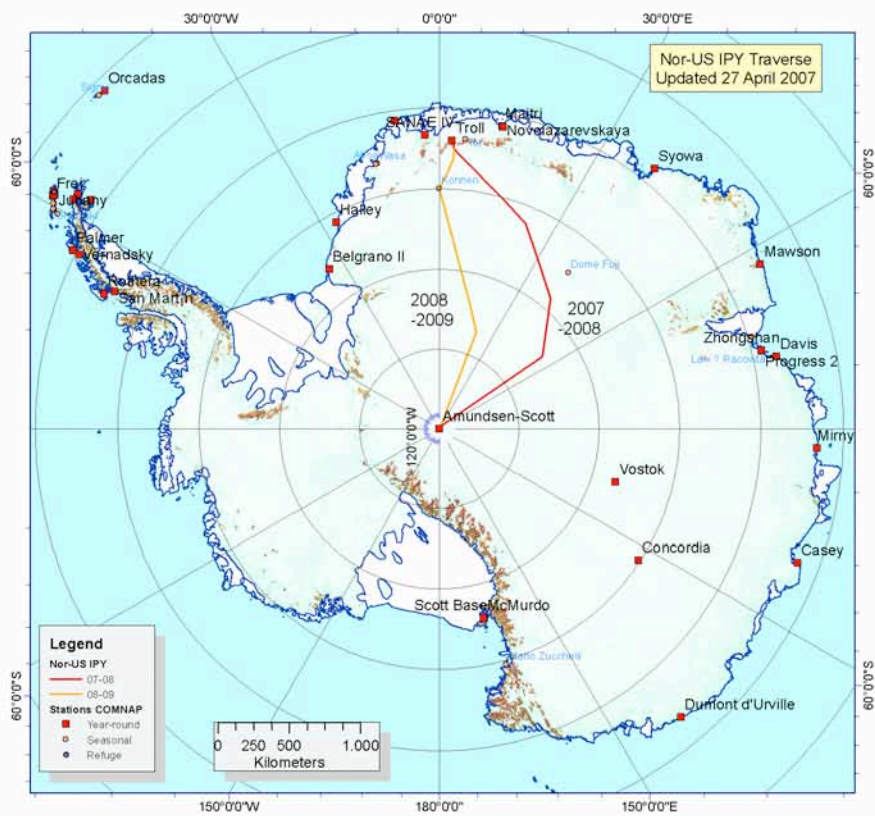 30°0'0"W
0°0'0"
30°0'0"E
Nor-US IPY Traverse
Updated 27 April 2007
Orcadas
SANAE IV
Troll
Maitri
Novolazarevskaya
60°0'0"S
60°0'0"S
Syowa
Frei
Jubany
Kohnen
Halley
Palmer
Vernadsky
Belgrano II
Dome Fuji
Mawson
Rothera
San Martin
2008
-2009
2007
-2008
Zhongshan
Davis
Progress 2
Amundsen-Scott
120°0'0"W
Mirny
Vostok
Concordia
Casey
Scott Base
McMurdo
Mario Zucchelli
Legend
Nor-US IPY
07-08
08-09
Stations COMNAP
Year-round
Seasonal
Refuge
0 250 500 1.000
Kilometers
60°0'0"S
60°0'0"S
Dumont d'Urville
150°0'0"W
180°0'0"
150°0'0"E